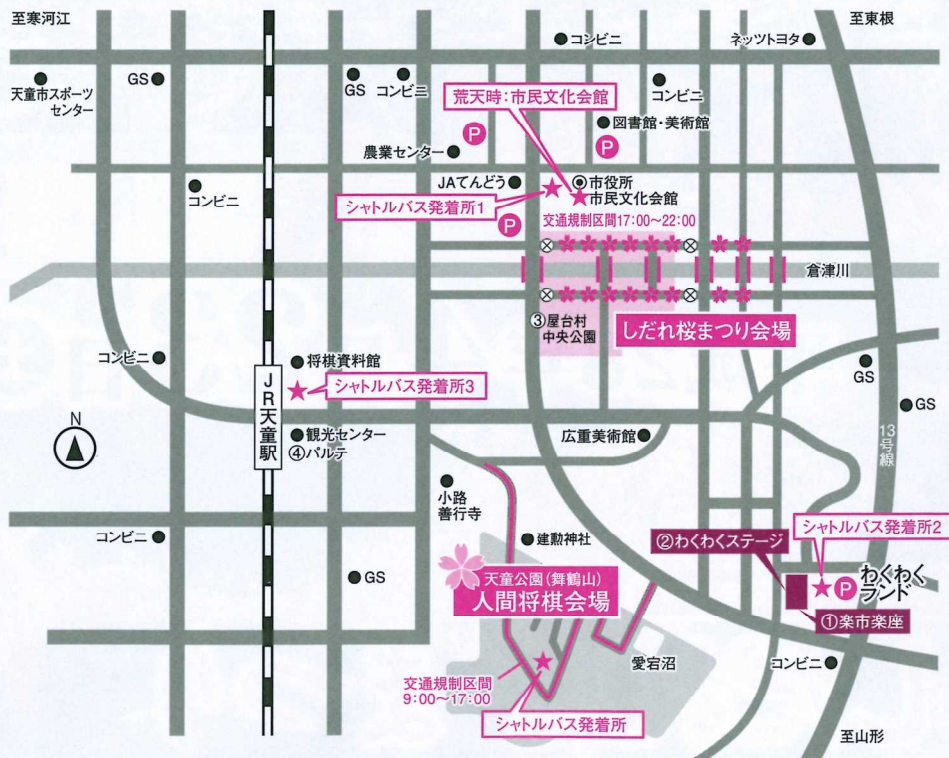 至寒河江
至東根
コンビニ
ネッツトヨタ
天童市スポーツ
センター
GS
GS
コンビニ
コンビニ
荒天時：市民文化会館
図書館・美術館
P
P
農業センター
コンビニ
JAてんどう
市役所
市民文化会館
シャトルバス発着所1
P
交通規制区間17:00〜22:00
倉津川
③屋台村
中央公園
しだれ桜まつり会場
コンビニ
将棋資料館
シャトルバス発着所3
JR天童駅
GS
GS
N
観光センター
④パルテ
広重美術館
13号線
小路
善行寺
コンビニ
建勲神社
②わくわくステージ
シャトルバス発着所2
GS
天童公園（舞鶴山）
人間将棋会場
P
わくわく
ランド
①楽市楽座
愛宕沼
コンビニ
交通規制区間
9:00〜17:00
シャトルバス発着所
至山形